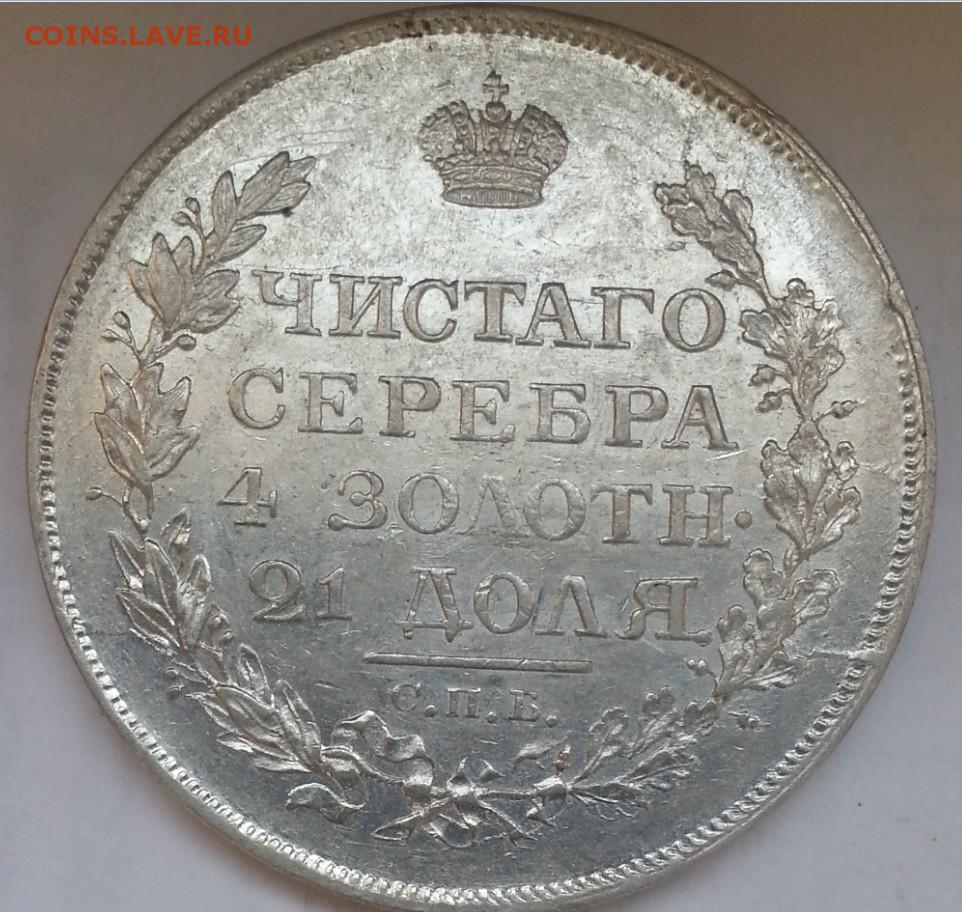 COINS.LAVE.RU
ЧИСТАГО
СЕРЕБРА
4 ЗОЛОТН·
21 ДОЛЯ
С.П.Б.